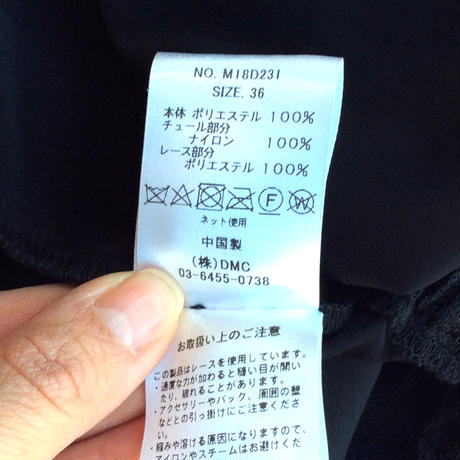 NO. M18D231
SIZE. 36
本体 ポリエステル 100%
チュール部分
ナイロン 100%
レース部分
ポリエステル 100%
F W
ネット使用
中国製
(株)DMC
03-6455-0738
お取扱い上のご注意
この製品はレースを使用しています。
・過度な力が加わると縫い目が開い
たり、破れることがあります。
・アクセサリーやバック、周囲の壁
などとの引っ掛けにご注意くださ
い。
・縮みや溶ける原因になりますので、
アイロンやスチームはお避けくだ